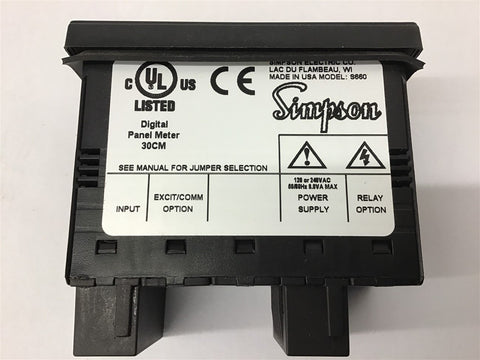 SIMPSON ELECTRIC CO.
LAC DU FLAMBEAU, WI
MADE IN USA MODEL: S660
C UL US
LISTED
CE
Simpson
Digital
Panel Meter
30CM
SEE MANUAL FOR JUMPER SELECTION
INPUT
EXCIT/COMM
OPTION
120 or 240VAC
50/60Hz 6.0VA MAX
POWER
SUPPLY
RELAY
OPTION